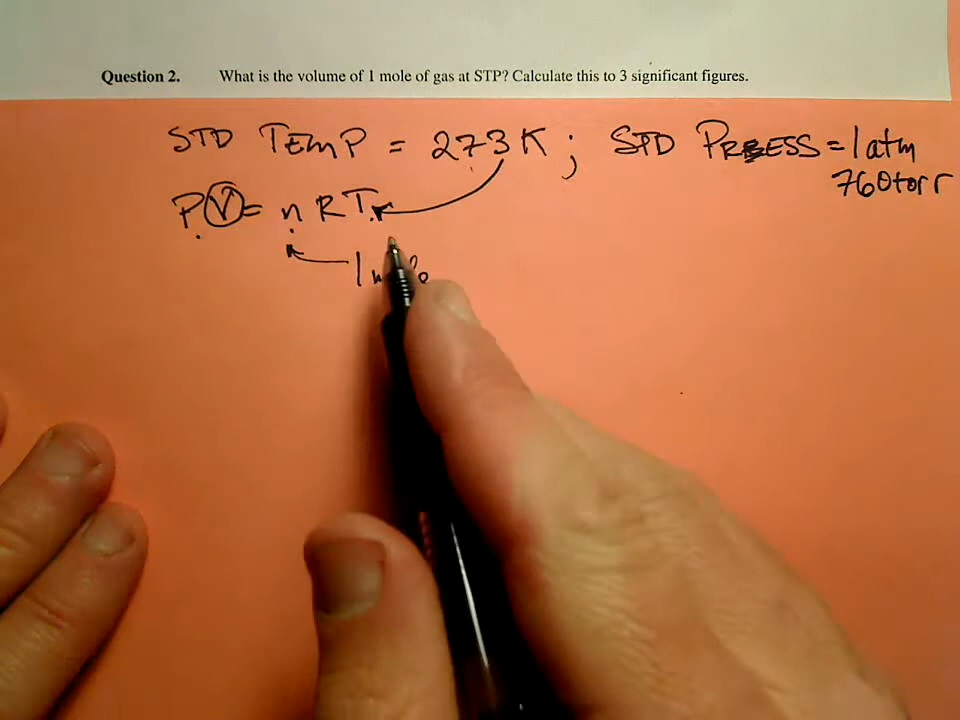 Question 2. What is the volume of 1 mole of gas at STP? Calculate this to 3 significant figures.
STD TEMP = 273K ; STD PRESS = 1 atm
760 torr
PV = nRT